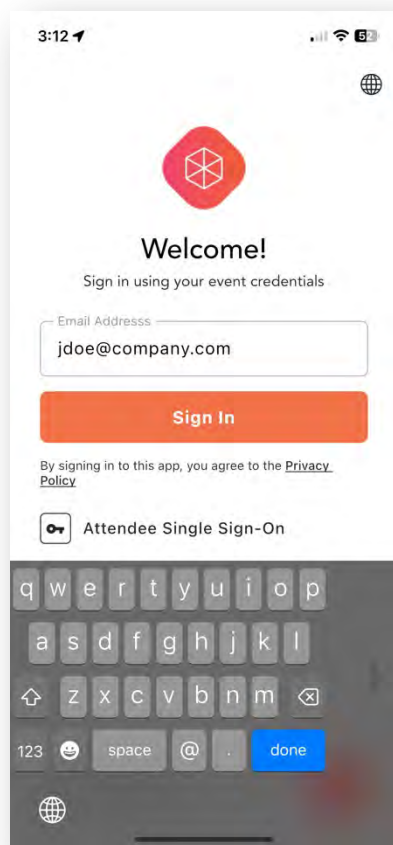 3:12
52
Welcome!
Sign in using your event credentials
Email Addresss
jdoe@company.com
Sign In
By signing in to this app, you agree to the Privacy
Policy
Attendee Single Sign-On
q w e r t y u i o p
a s d f g h j k l
z x c v b n m
123 space @ . done